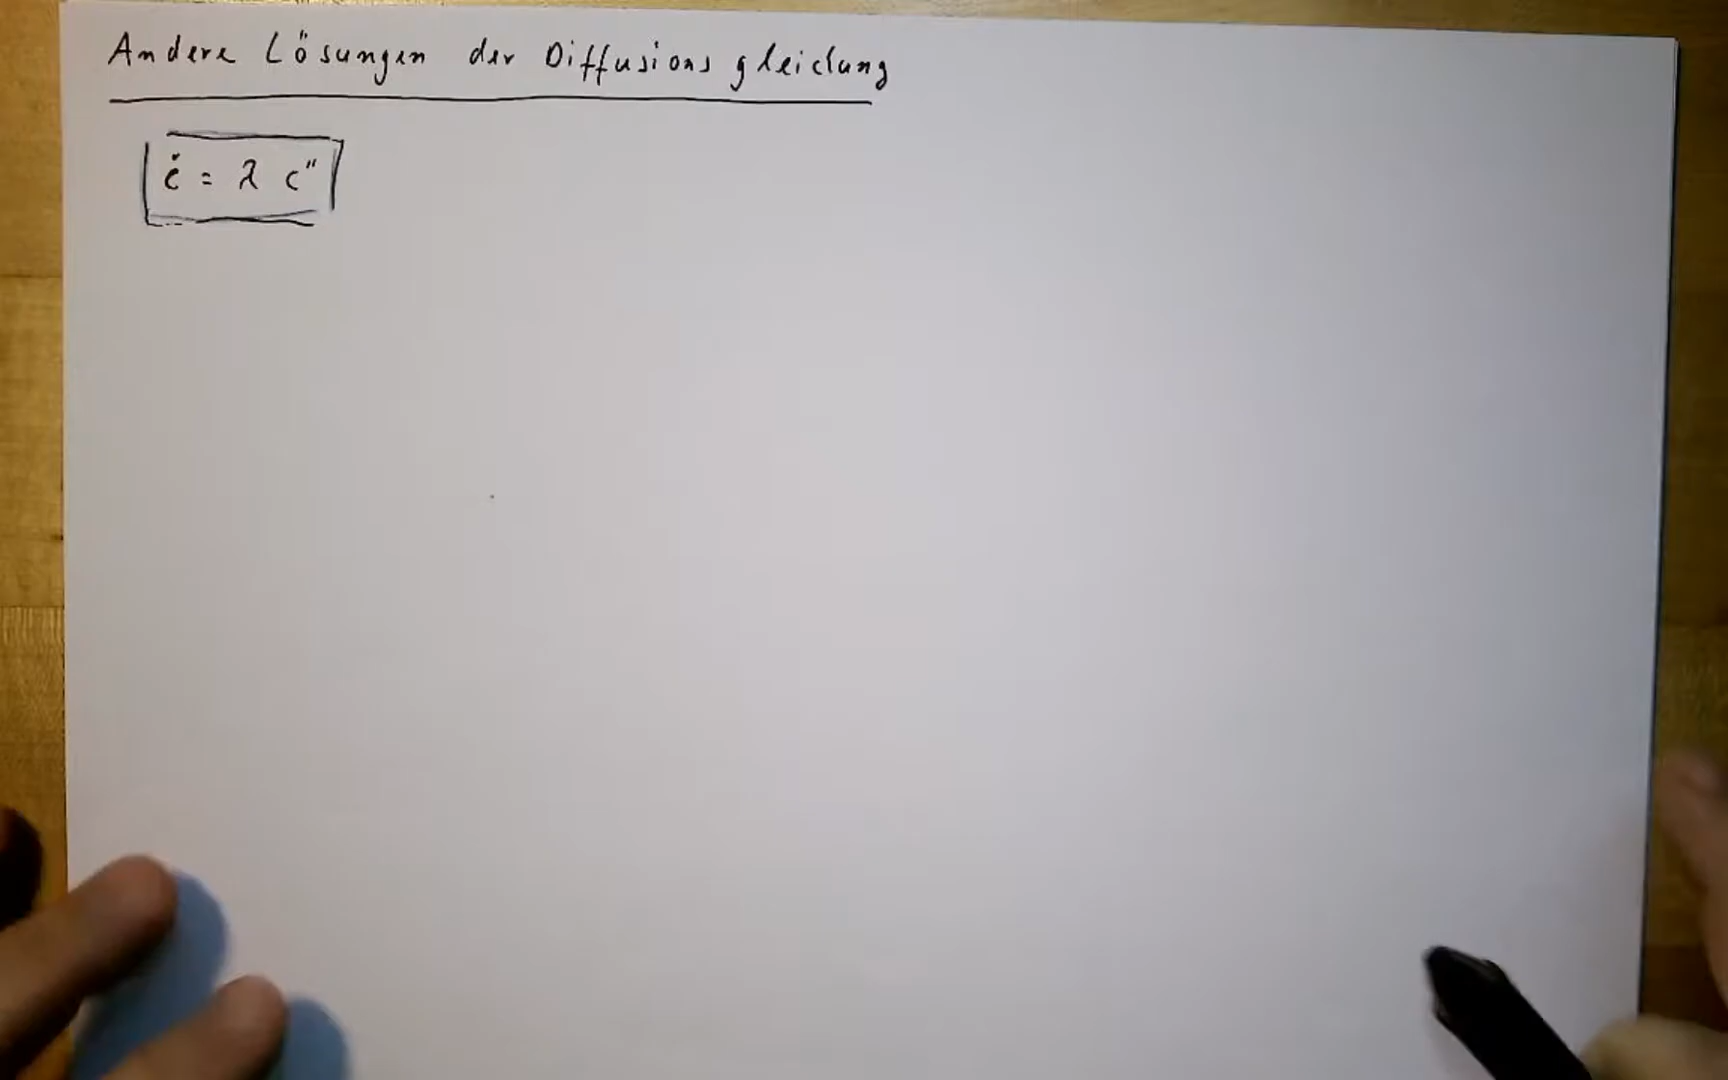 Andere Lösungen der Diffusionsgleichung
ċ = λ c"